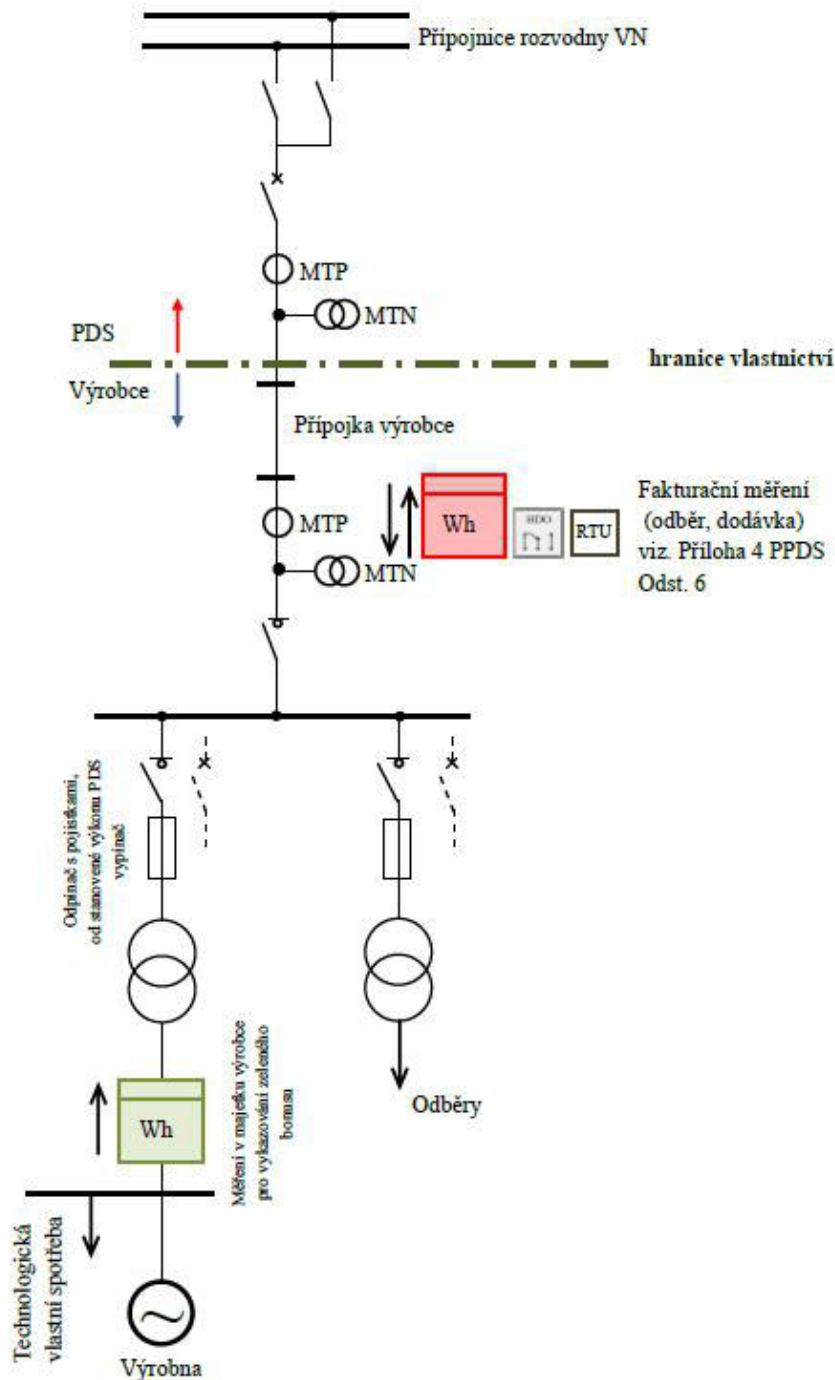 Přípojnice rozvodny VN
MTP
MTN
PDS
hranice vlastnictví
Výrobce
Přípojka výrobce
MTP
MTN
Wh
HDO
RTU
Fakturační měření
(odběr, dodávka)
viz. Příloha 4 PPDS
Odst. 6
Odpínač s pojistkami,
od stanovené výkonu PDS
vypínač
Odběry
Wh
Měření v majetku výrobce
pro vykazování zeleného
bonusu
Technologická
vlastní spotřeba
Výrobna